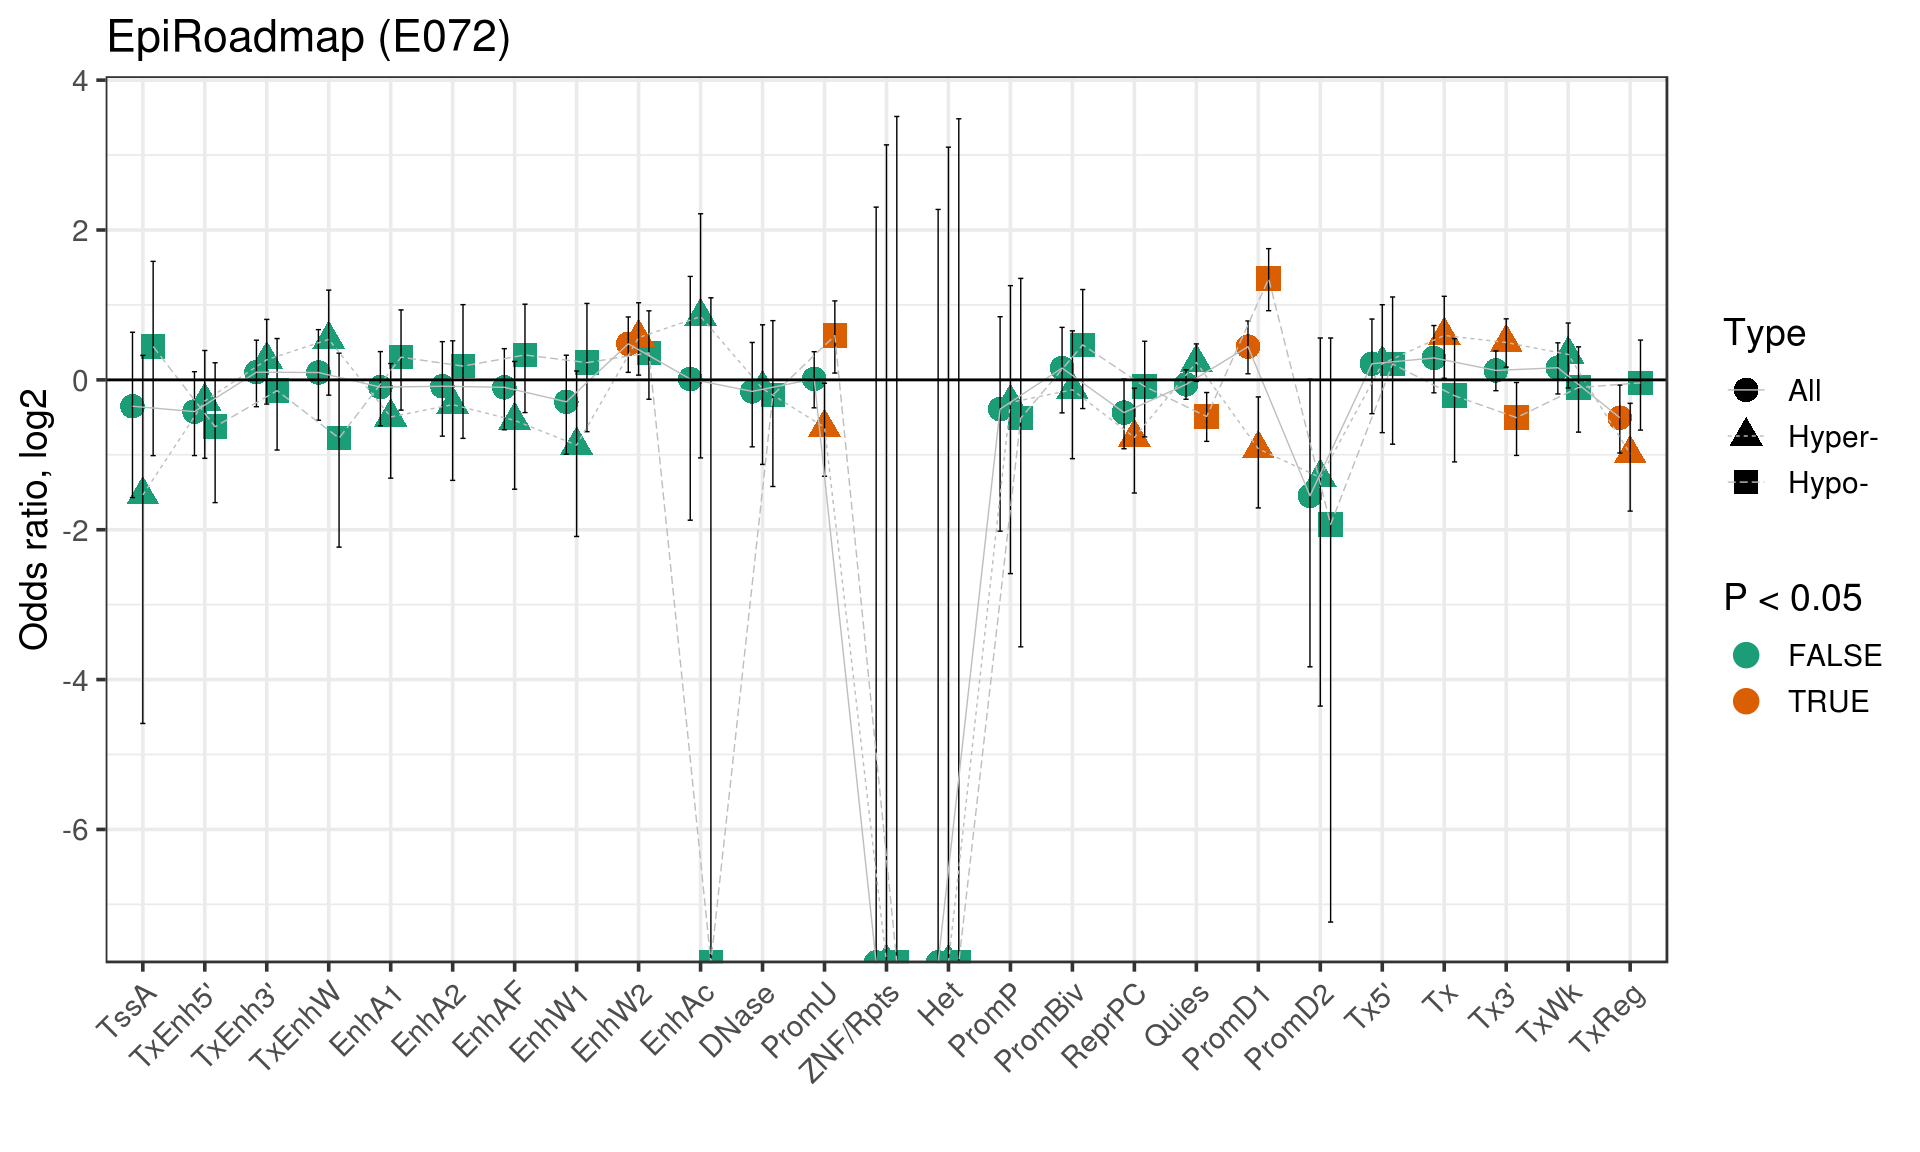 EpiRoadmap (E072)
Odds ratio, log2
4
2
0
-2
-4
-6
TssA
TxEnh5'
TxEnh3'
TxEnhW
EnhA1
EnhA2
EnhAF
EnhW1
EnhW2
EnhAc
DNase
PromU
ZNF/Rpts
Het
PromP
PromBiv
ReprPC
Quies
PromD1
PromD2
Tx5'
Tx
Tx3'
TxWk
TxReg
Type
All
Hyper-
Hypo-
P < 0.05
FALSE
TRUE